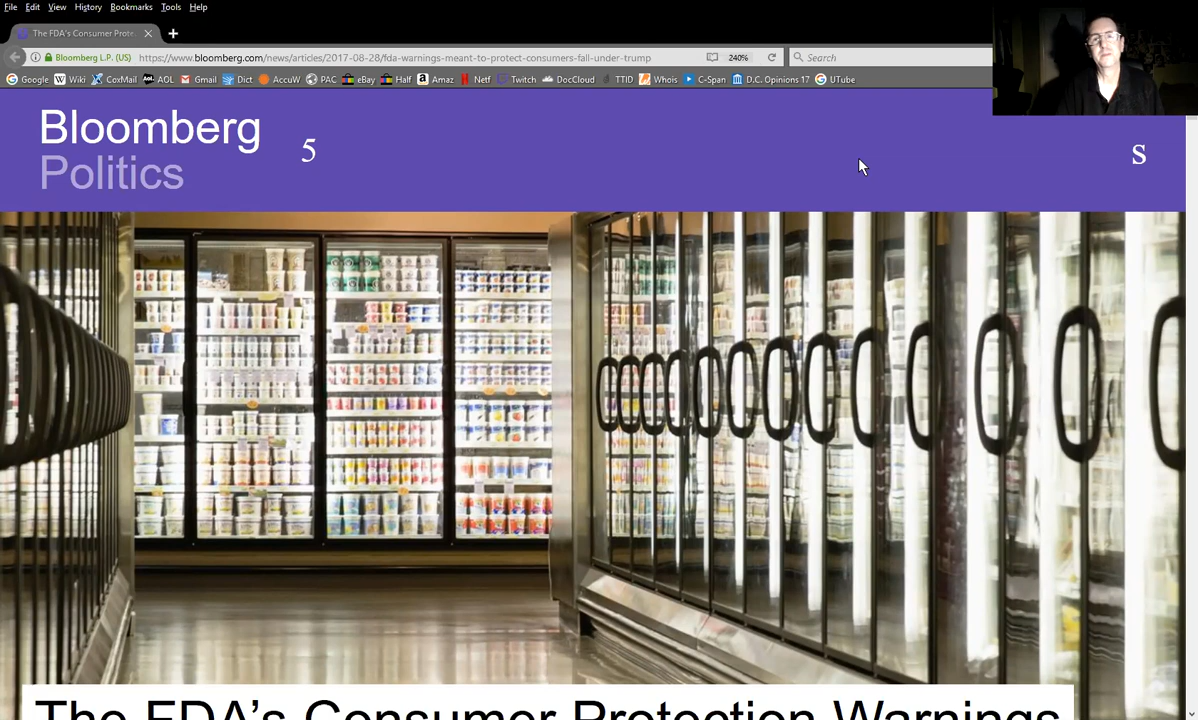 File Edit View History Bookmarks Tools Help
The FDA's Consumer Prote
Bloomberg L.P. (US) https://www.bloomberg.com/news/articles/2017-08-28/fda-warnings-meant-to-protect-consumers-fall-under-trump 240% Search
Google Wiki CoxMail AOL Gmail Dict AccuW PAC eBay Half Amaz Netf Twitch DocCloud TTID Whois C-Span D.C. Opinions 17 UTube
Bloomberg
Politics
5
s
The FDA's Consumer Protection Warnings